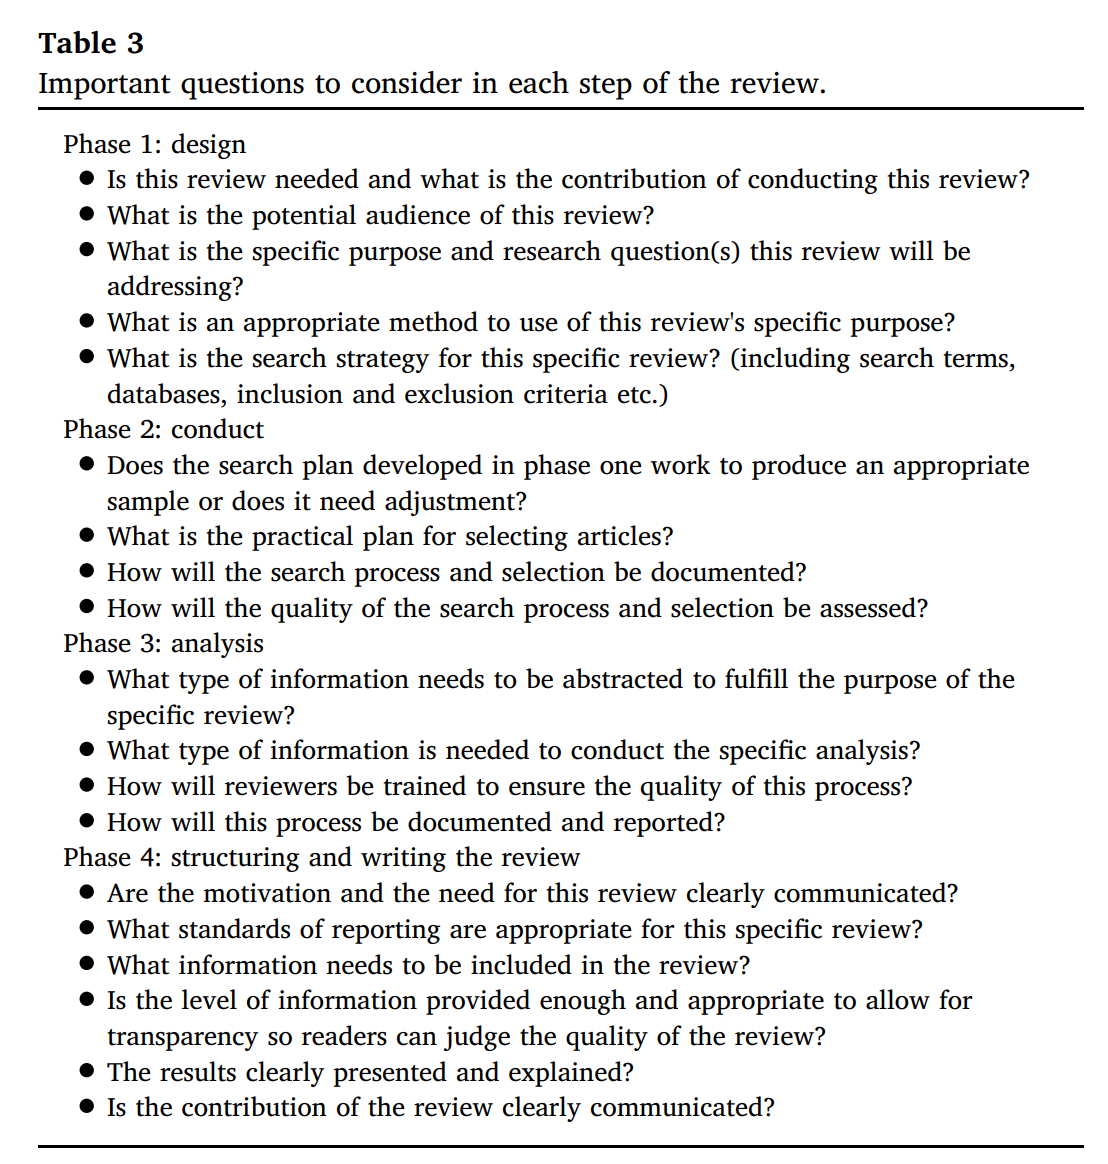 Table 3
Important questions to consider in each step of the review.
Phase 1: design
● Is this review needed and what is the contribution of conducting this review?
● What is the potential audience of this review?
● What is the specific purpose and research question(s) this review will be
addressing?
● What is an appropriate method to use of this review's specific purpose?
● What is the search strategy for this specific review? (including search terms,
databases, inclusion and exclusion criteria etc.)
Phase 2: conduct
● Does the search plan developed in phase one work to produce an appropriate
sample or does it need adjustment?
● What is the practical plan for selecting articles?
● How will the search process and selection be documented?
● How will the quality of the search process and selection be assessed?
Phase 3: analysis
● What type of information needs to be abstracted to fulfill the purpose of the
specific review?
● What type of information is needed to conduct the specific analysis?
● How will reviewers be trained to ensure the quality of this process?
● How will this process be documented and reported?
Phase 4: structuring and writing the review
● Are the motivation and the need for this review clearly communicated?
● What standards of reporting are appropriate for this specific review?
● What information needs to be included in the review?
● Is the level of information provided enough and appropriate to allow for
transparency so readers can judge the quality of the review?
● The results clearly presented and explained?
● Is the contribution of the review clearly communicated?